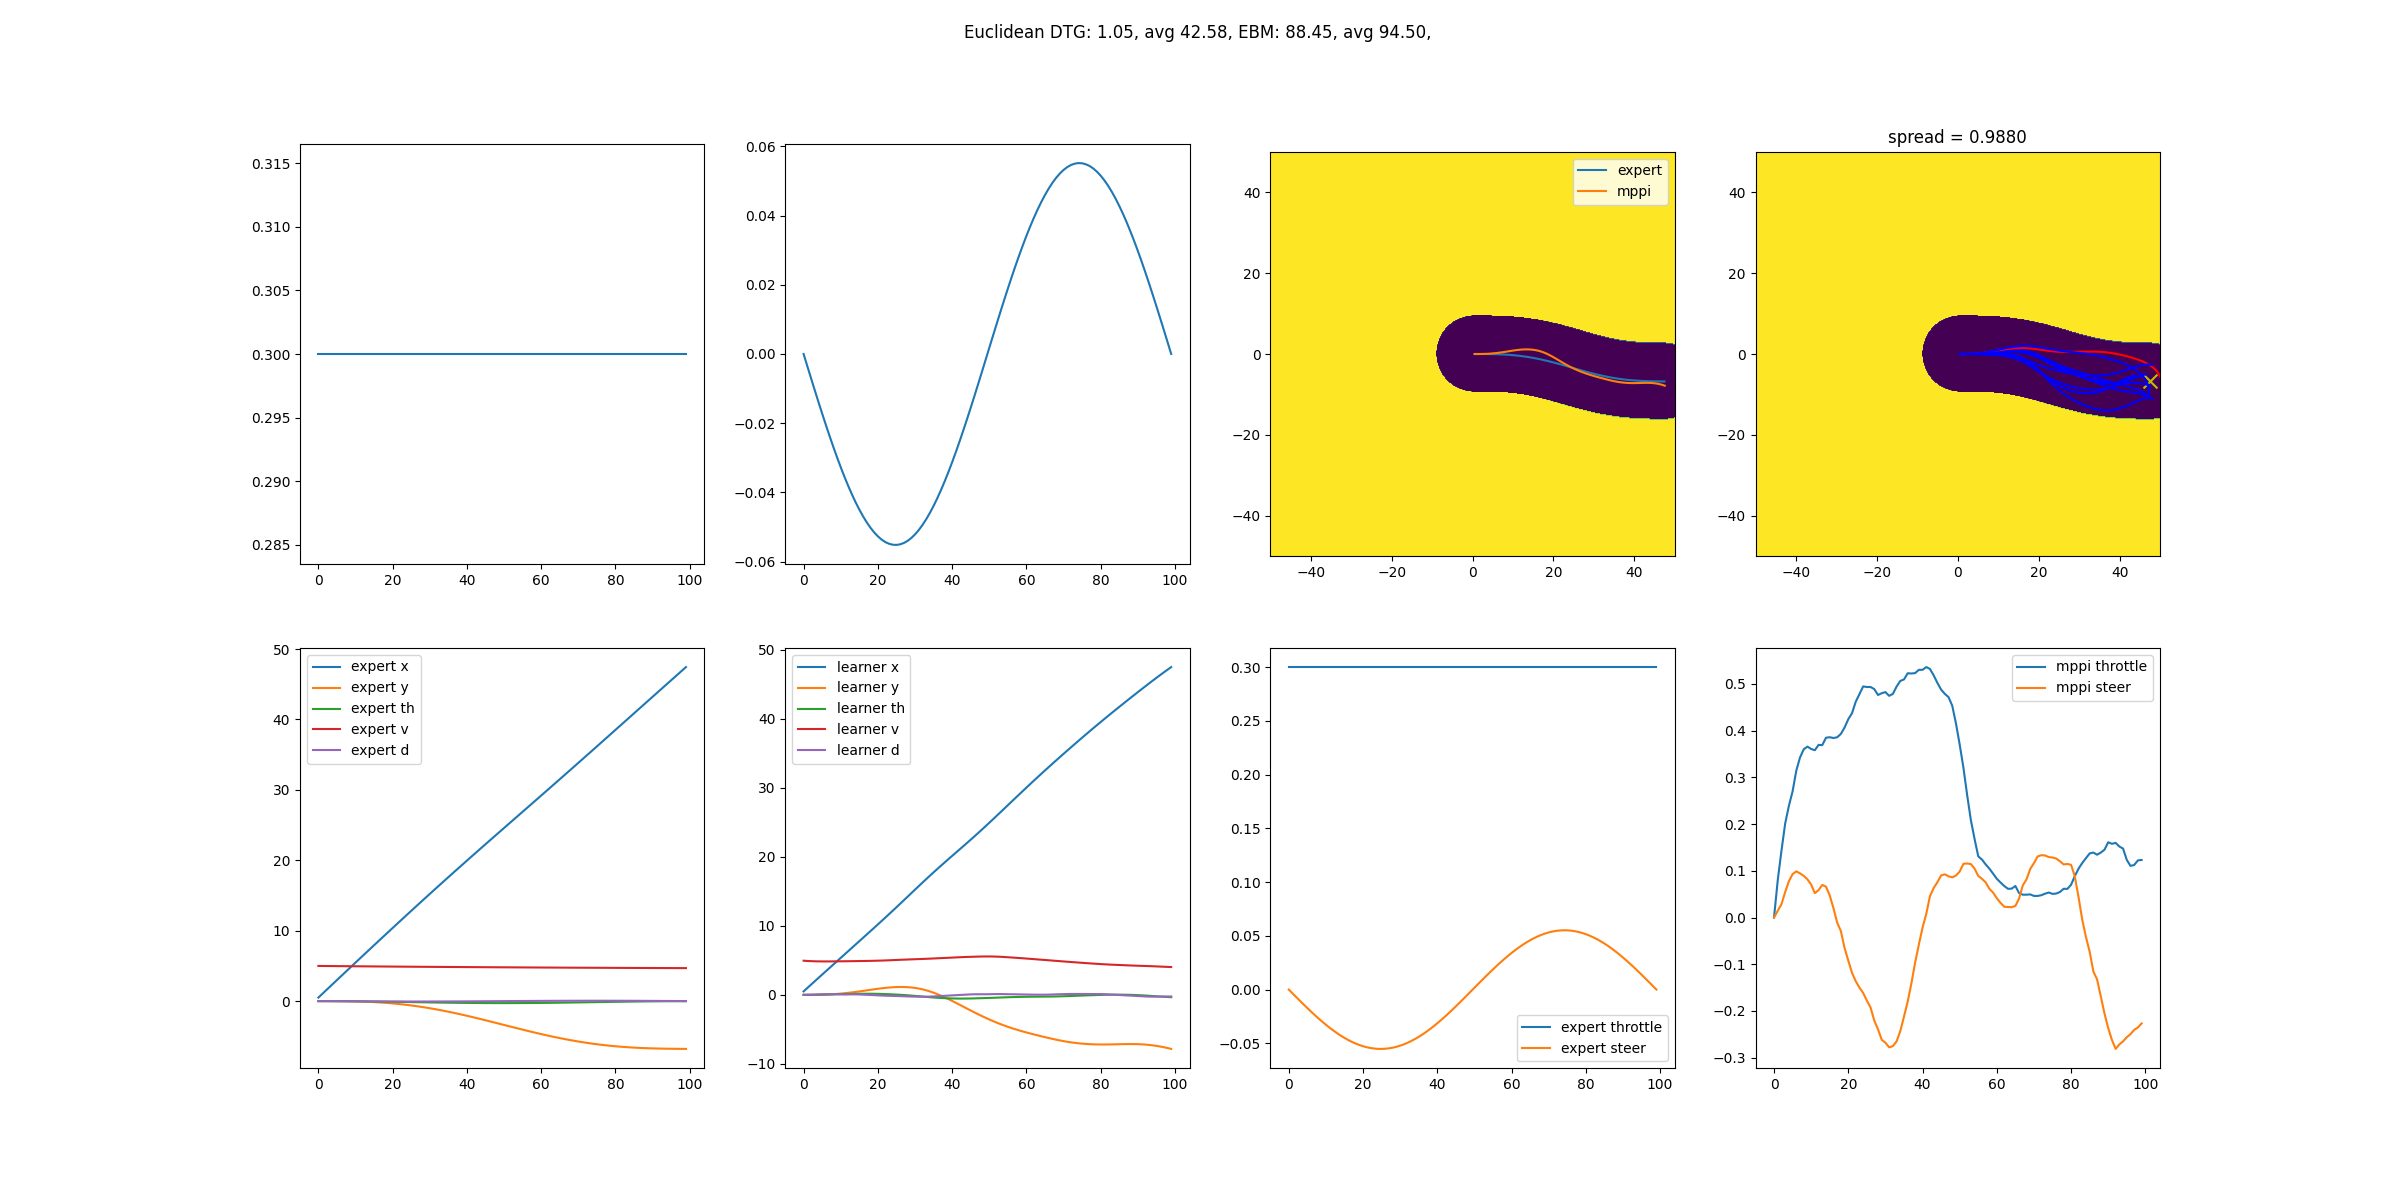 Euclidean DTG: 1.05, avg 42.58, EBM: 88.45, avg 94.50,
0.315
0.310
0.305
0.300
0.295
0.290
0.285
0 20 40 60 80 100
0.06
0.04
0.02
0.00
−0.02
−0.04
−0.06
0 20 40 60 80 100
expert
mppi
40
20
0
−20
−40
−40 −20 0 20 40
spread = 0.9880
40
20
0
−20
−40
−40 −20 0 20 40
expert x
expert y
expert th
expert v
expert d
50
40
30
20
10
0
0 20 40 60 80 100
learner x
learner y
learner th
learner v
learner d
50
40
30
20
10
0
−10
0 20 40 60 80 100
0.30
0.25
0.20
0.15
0.10
0.05
0.00
−0.05
expert throttle
expert steer
0 20 40 60 80 100
mppi throttle
mppi steer
0.5
0.4
0.3
0.2
0.1
0.0
−0.1
−0.2
−0.3
0 20 40 60 80 100